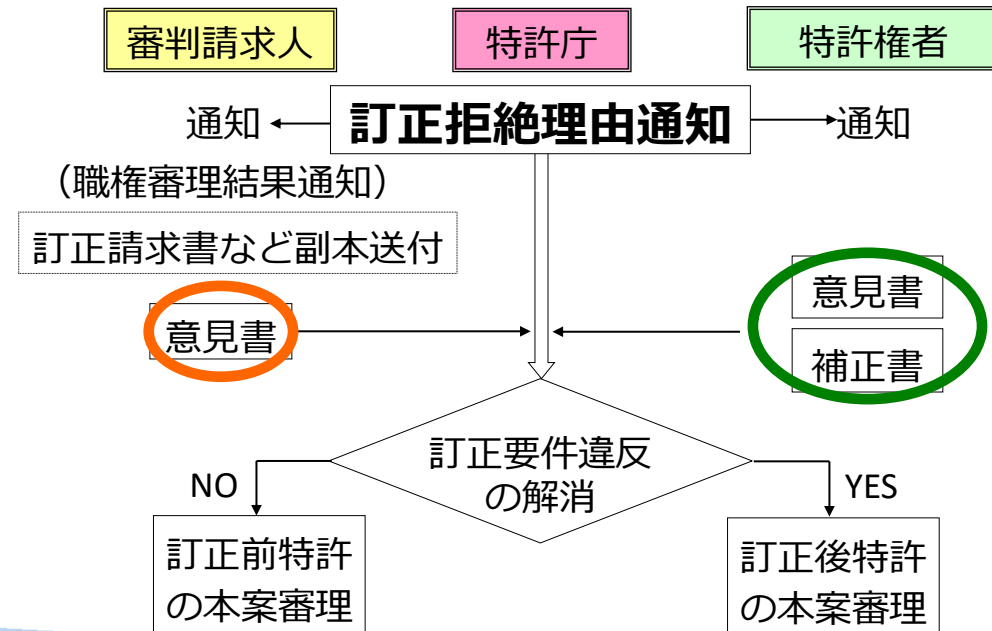 審判請求人
特許庁
特許権者
通知
訂正拒絶理由通知
通知
（職権審理結果通知）
訂正請求書など副本送付
意見書
意見書
補正書
訂正要件違反
の解消
NO
YES
訂正前特許
の本案審理
訂正後特許
の本案審理